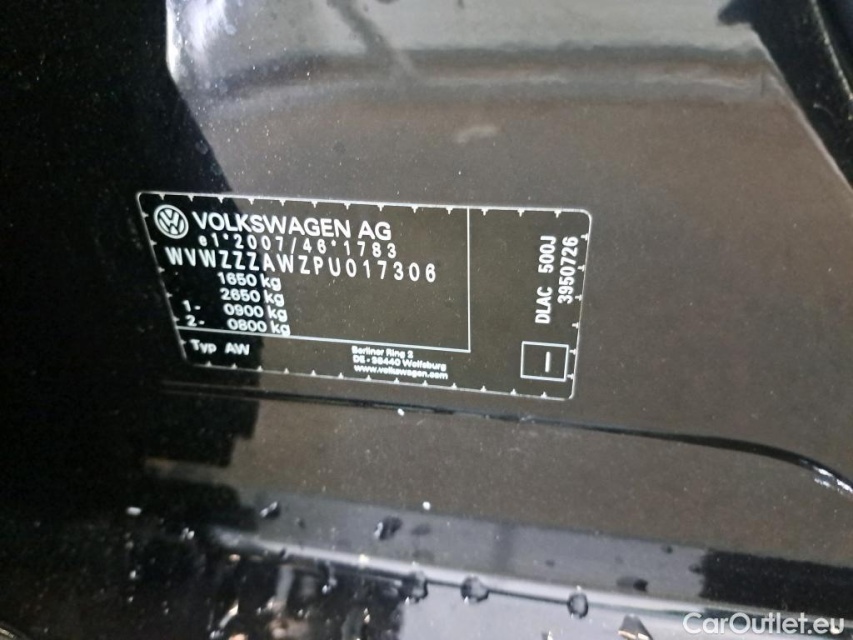 VOLKSWAGEN AG
e1*2007/46*1783
WVWZZZAWZPU017306
1650 kg
2650 kg
1- 0900 kg
2- 0800 kg
Typ AW
Berliner Ring 2
DE - 38440 Wolfsburg
www.volkswagen.com
DLAC 500J
3950726
CarOutlet.eu